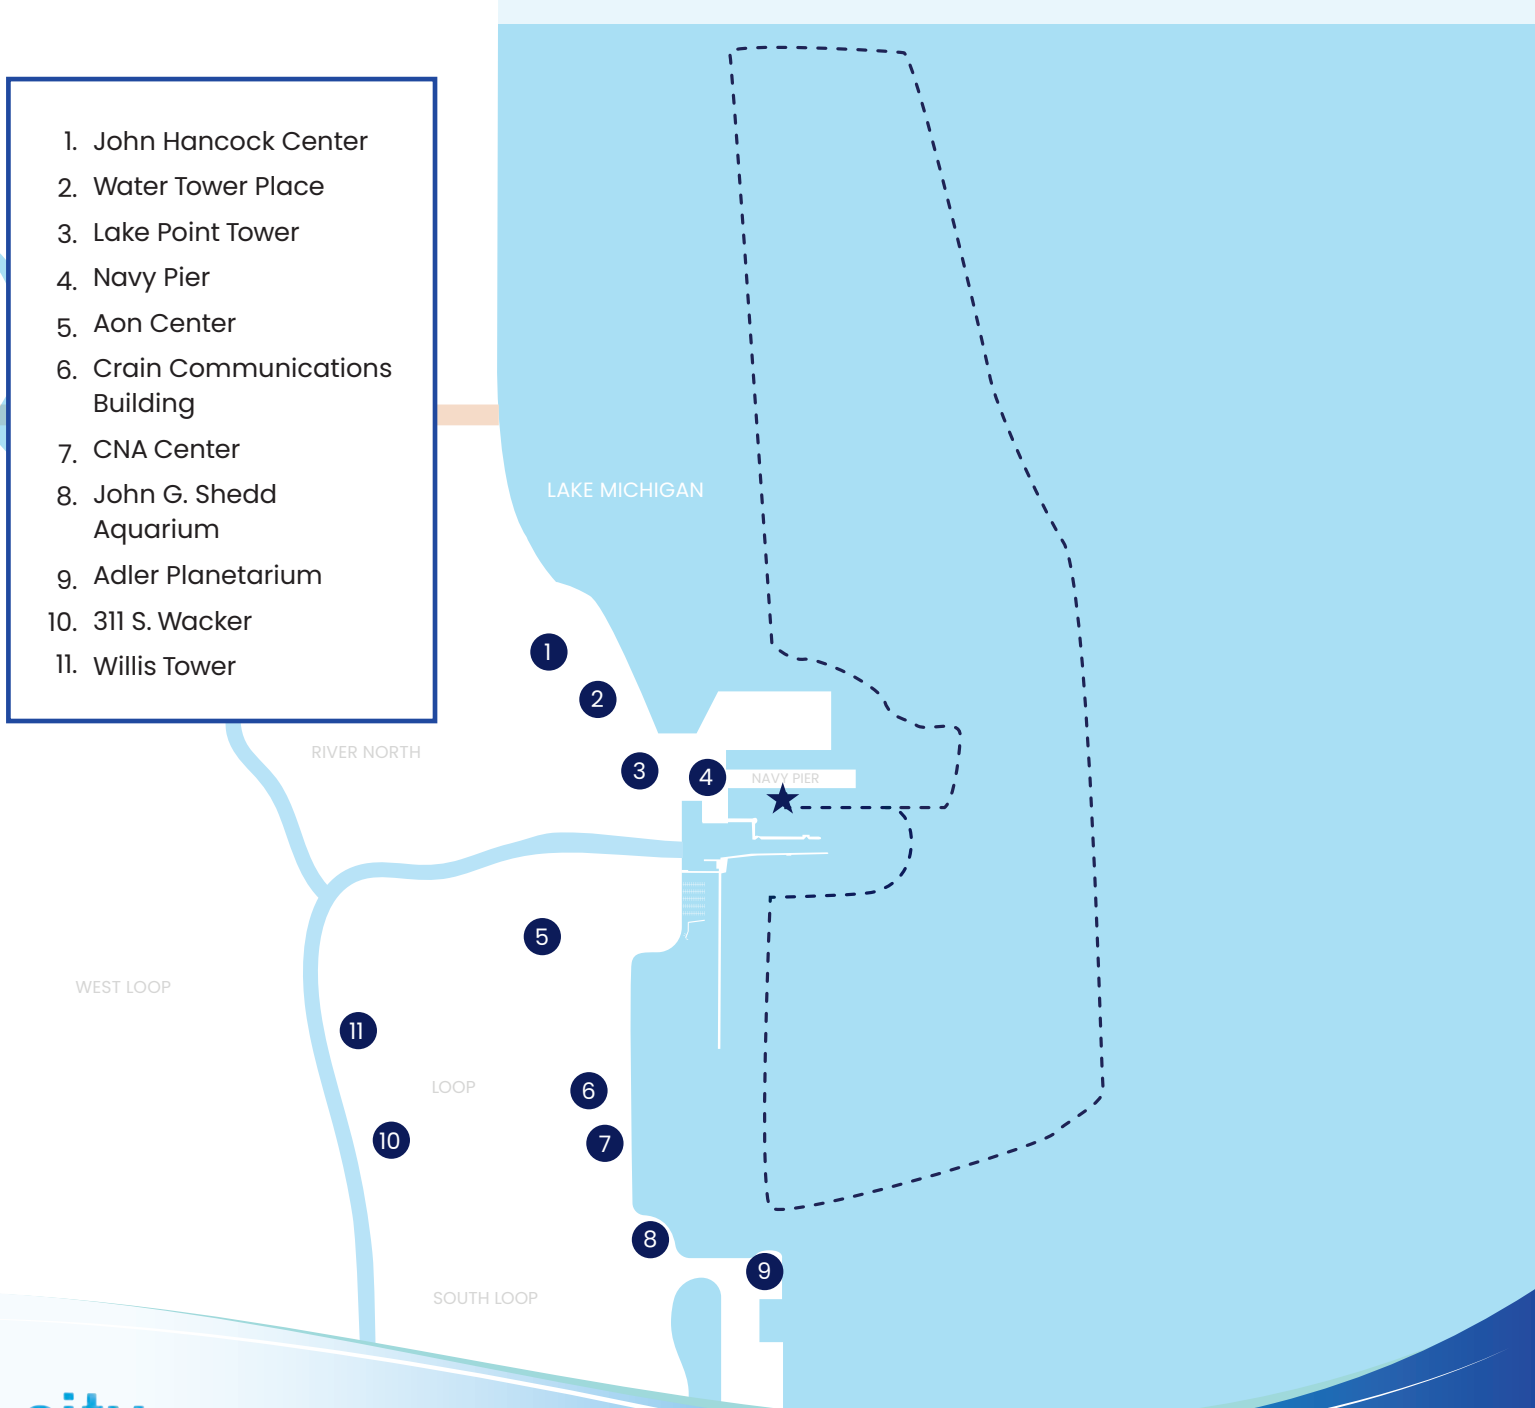 1. John Hancock Center
2. Water Tower Place
3. Lake Point Tower
4. Navy Pier
5. Aon Center
6. Crain Communications
Building
7. CNA Center
8. John G. Shedd
Aquarium
9. Adler Planetarium
10. 311 S. Wacker
11. Willis Tower
LAKE MICHIGAN
1
2
RIVER NORTH
3
4
NAVY PIER
5
WEST LOOP
11
LOOP
6
10
7
8
9
SOUTH LOOP
city